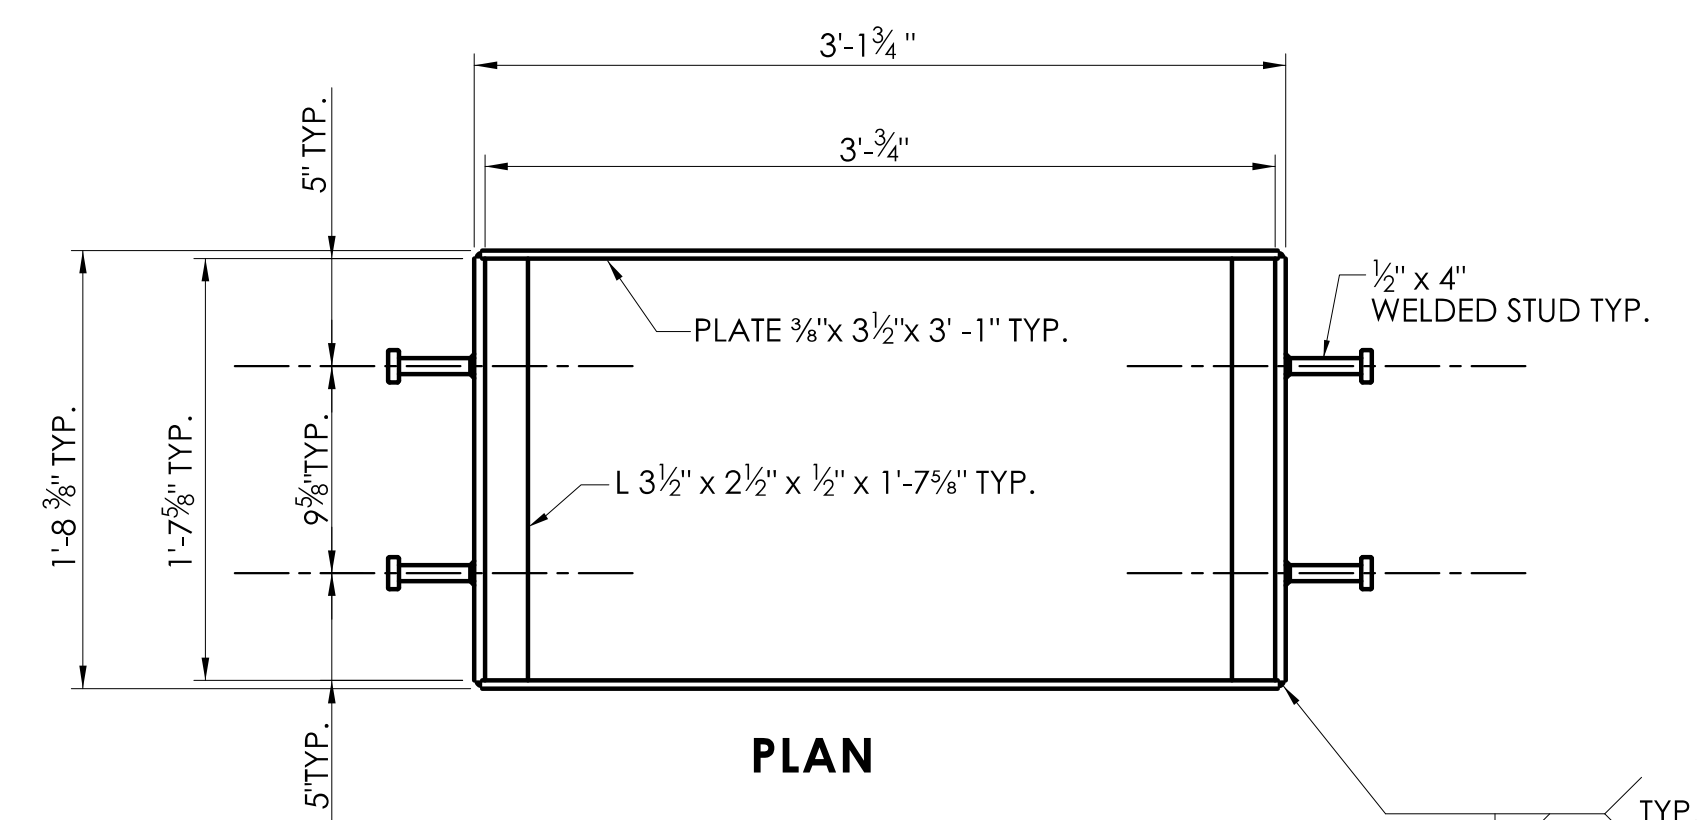 3'-1¾ "
3'-¾"
5" TYP.
½" x 4"
WELDED STUD TYP.
PLATE ⅜"x 3½"x 3' -1" TYP.
1'-8 ⅜" TYP.
1'-7⅝" TYP.
9⅝"TYP.
L 3½" x 2½" x ½" x 1'-7⅝" TYP.
5"TYP.
PLAN
TYP